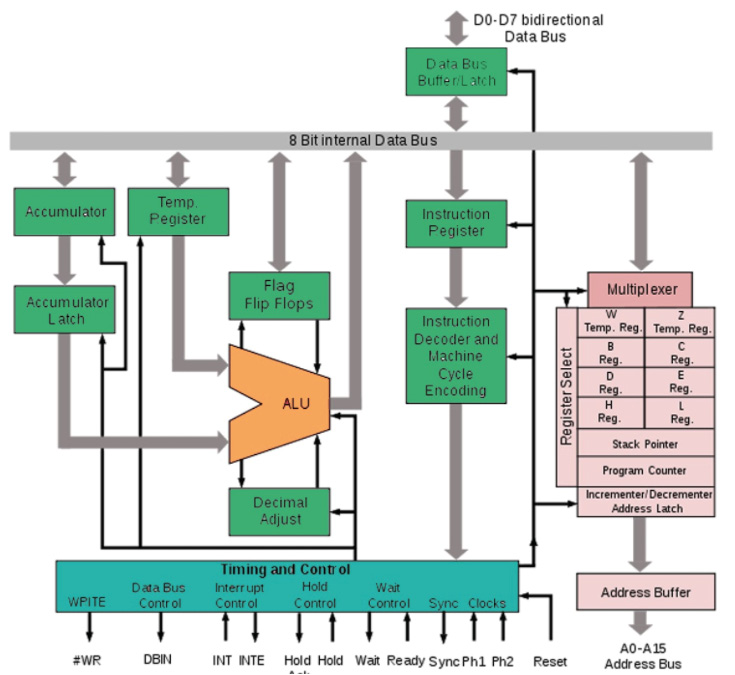 D0-D7 bidirectional
Data Bus
Data Bus
Buffer/Latch
8 Bit internal Data Bus
Accumulator
Temp.
Pegister
Instruction
Pegister
Accumulator
Latch
Flag
Flip Flops
Instruction
Decoder and
Machine
Cycle
Encoding
ALU
Decimal
Adjust
Multiplexer
Register Select
W
Temp. Reg.
Z
Temp. Reg.
B
Reg.
C
Reg.
D
Reg.
E
Reg.
H
Reg.
L
Reg.
Stack Pointer
Program Counter
Incrementer/Decrementer
Address Latch
Address Buffer
A0-A15
Address Bus
Timing and Control
WPITE
Data Bus
Control
Interrupt
Control
Hold
Control
Wait
Control
Sync
Clocks
#WR
DBIN
INT
INTE
Hold
Ack
Hold
Wait
Ready
Sync
Ph1
Ph2
Reset